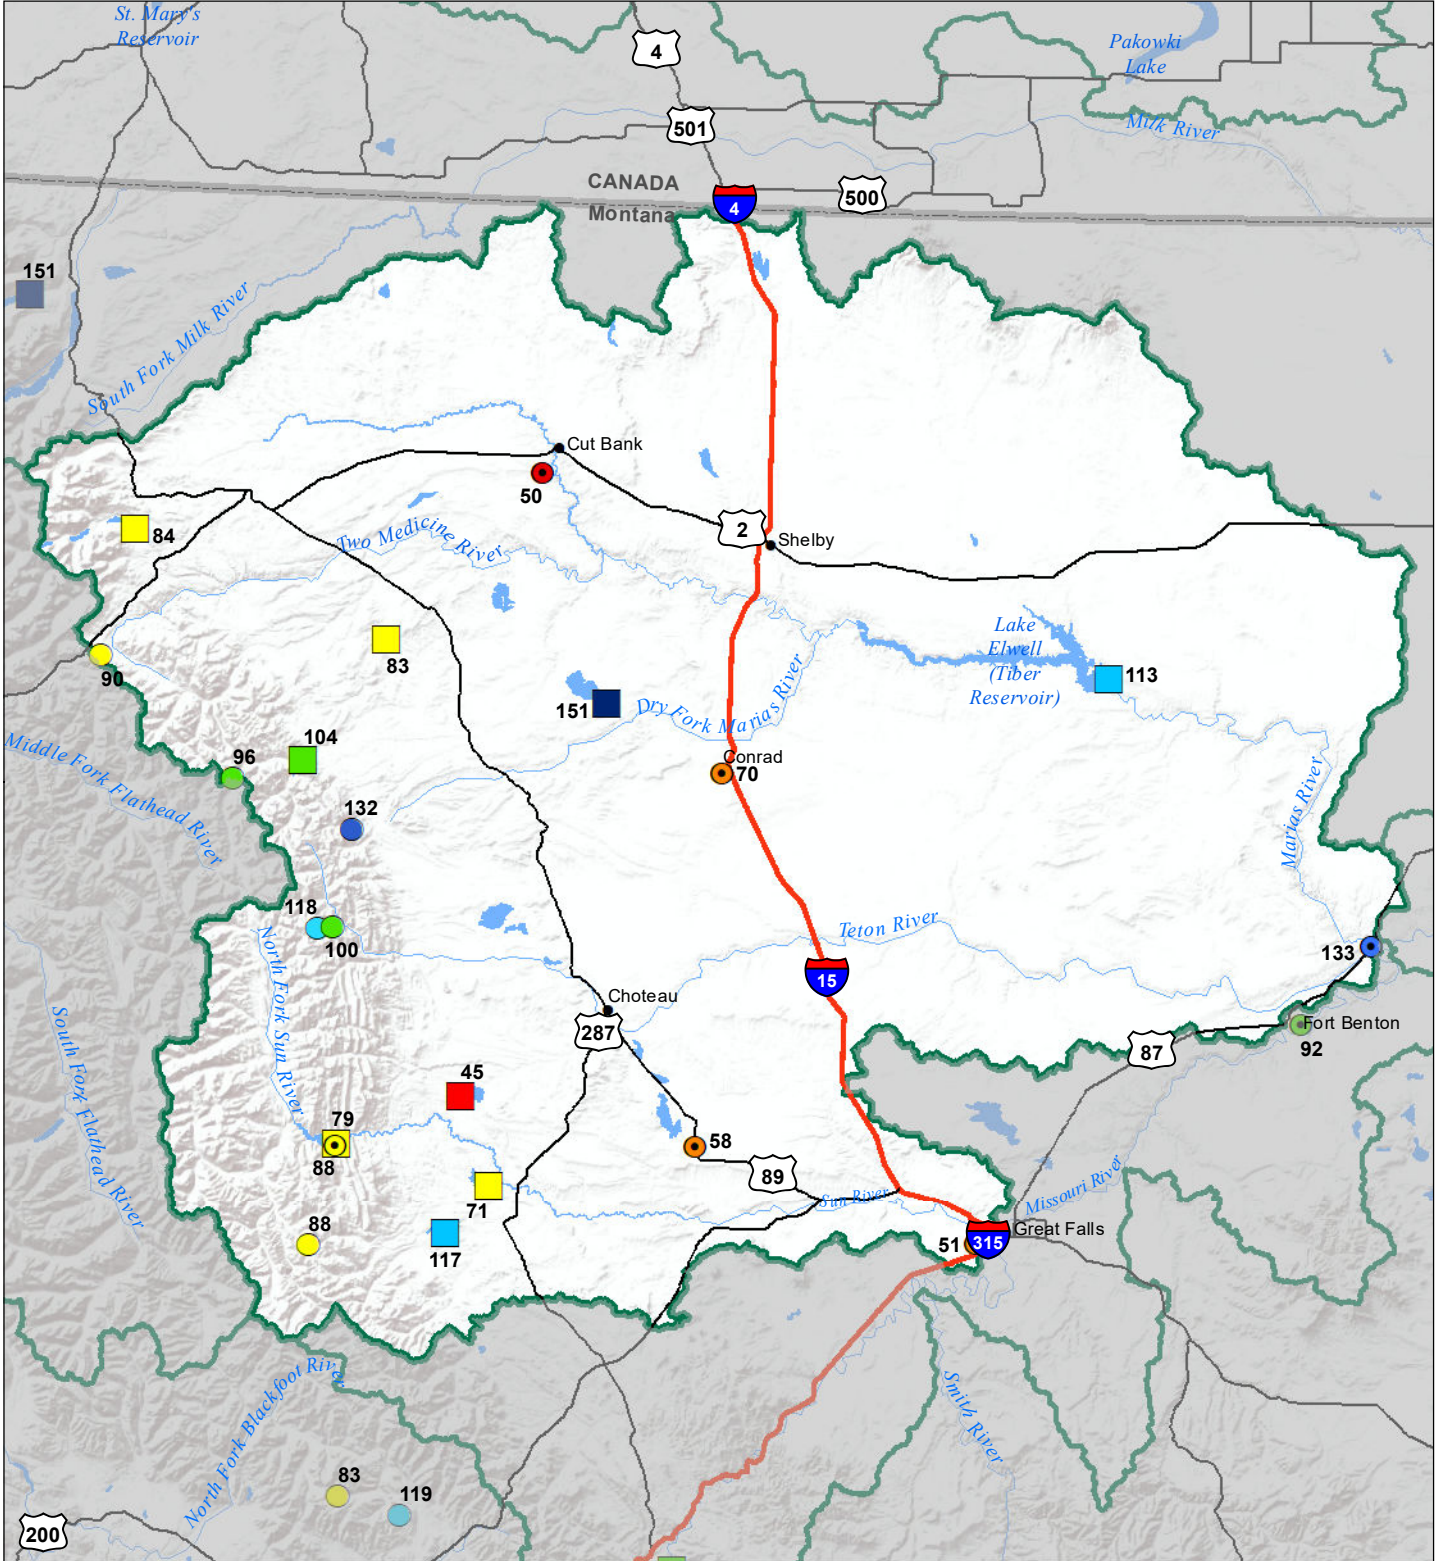 St. Mary's
Reservoir
4
Pakowki
Lake
501
Milk River
CANADA
Montana
4
500
151
South Fork Milk River
Cut Bank
50
84
Two Medicine River
2
Shelby
83
90
Lake
Elwell
(Tiber
Reservoir)
113
151
Dry Fork Marias River
Middle Fork Flathead River
96
104
Conrad
70
132
Marias River
118
100
North Fork Sun River
Teton River
133
15
Choteau
287
Fort Benton
92
87
South Fork Flathead River
45
79
88
58
89
71
Sun River
Missouri River
88
117
51
315
Great Falls
North Fork Blackfoot River
Smith River
83
119
200